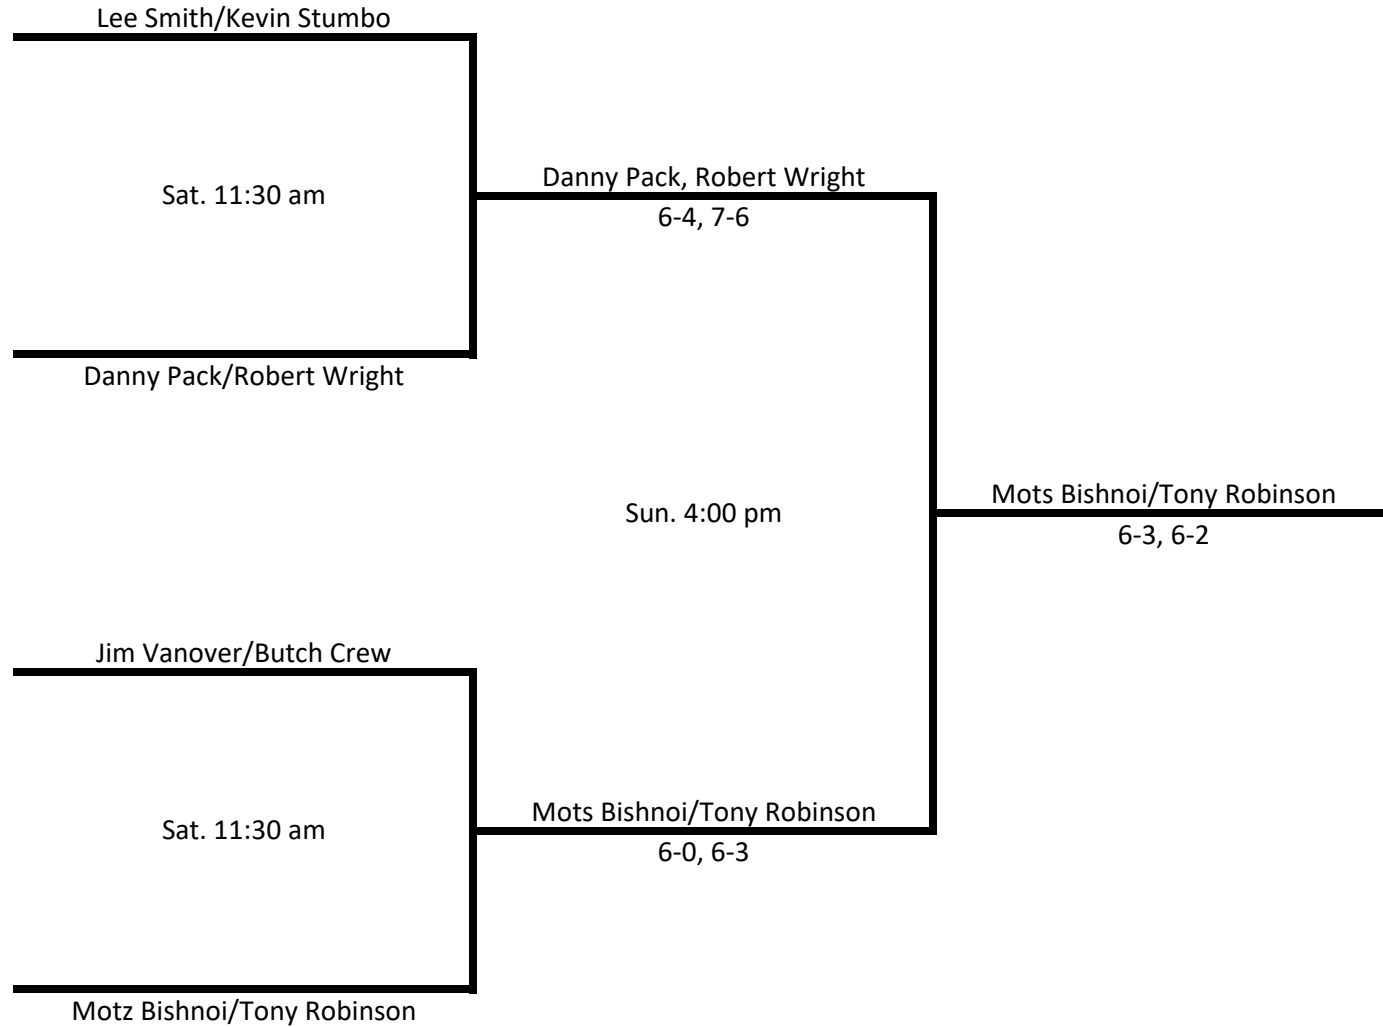 Lee Smith/Kevin Stumbo
Sat. 11:30 am
Danny Pack, Robert Wright
6-4, 7-6
Danny Pack/Robert Wright
Sun. 4:00 pm
Mots Bishnoi/Tony Robinson
6-3, 6-2
Jim Vanover/Butch Crew
Sat. 11:30 am
Mots Bishnoi/Tony Robinson
6-0, 6-3
Motz Bishnoi/Tony Robinson